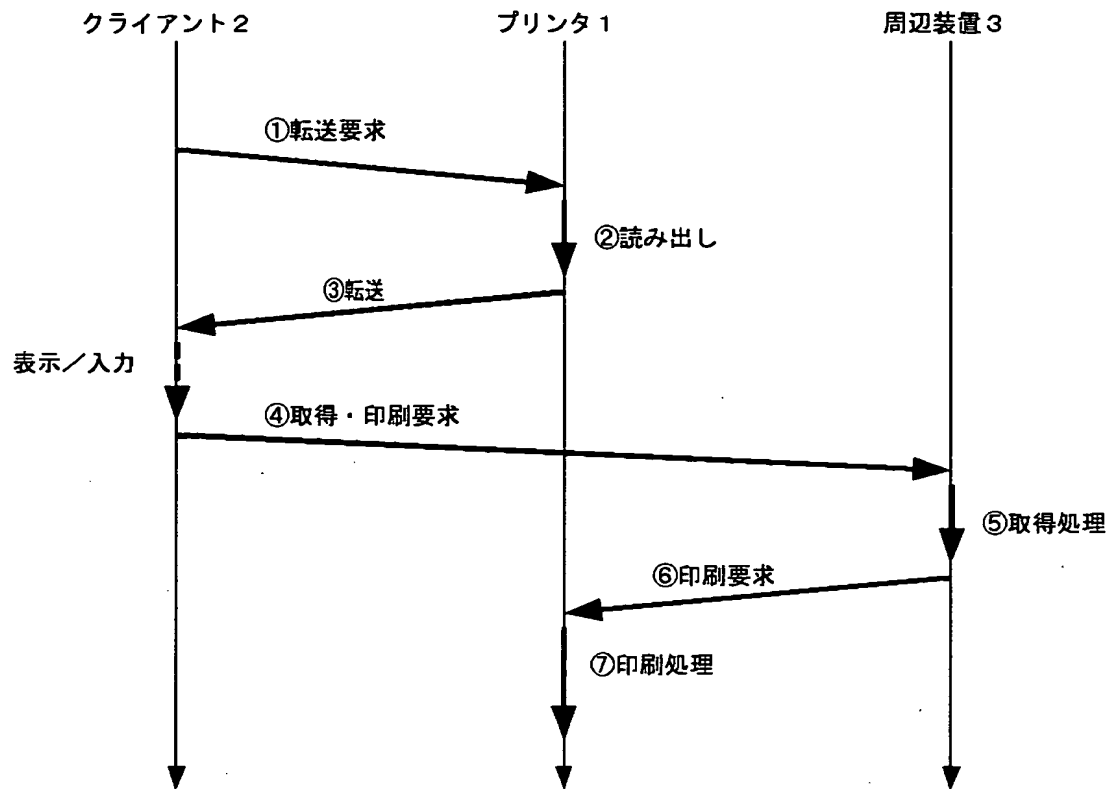 クライアント2
プリンタ1
周辺装置3
①転送要求
②読み出し
③転送
表示／入力
④取得・印刷要求
⑤取得処理
⑥印刷要求
⑦印刷処理